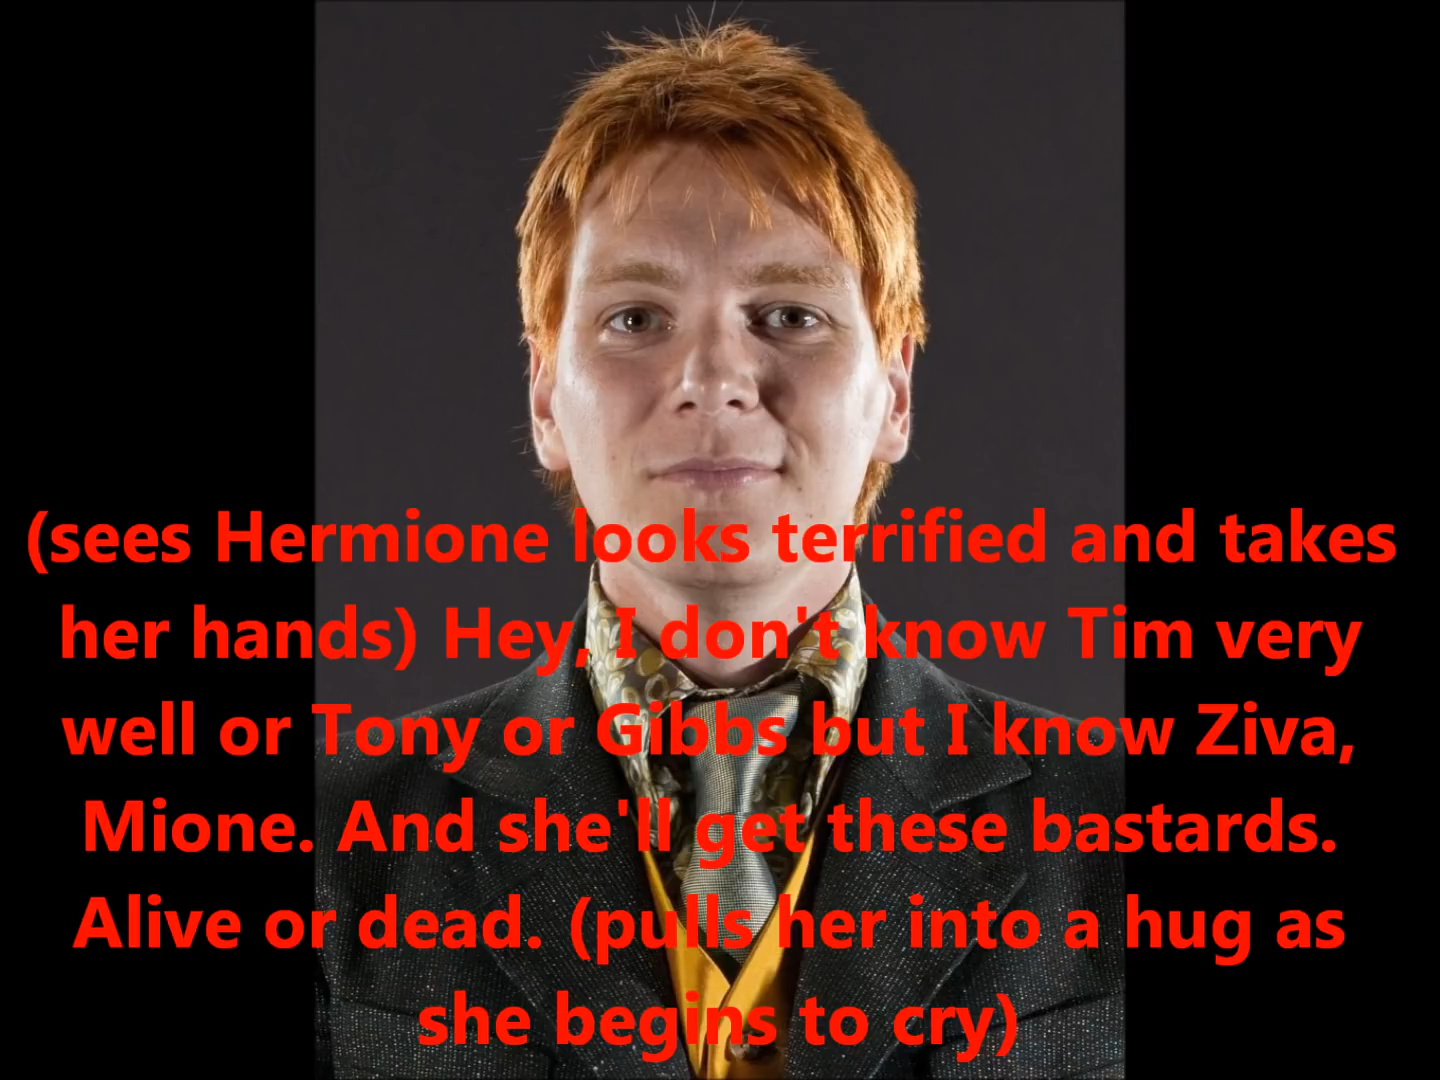 (sees Hermione looks terrified and takes
her hands) Hey, I don't know Tim very
well or Tony or Gibbs but I know Ziva,
Mione. And she'll get these bastards.
Alive or dead. (pulls her into a hug as
she begins to cry)